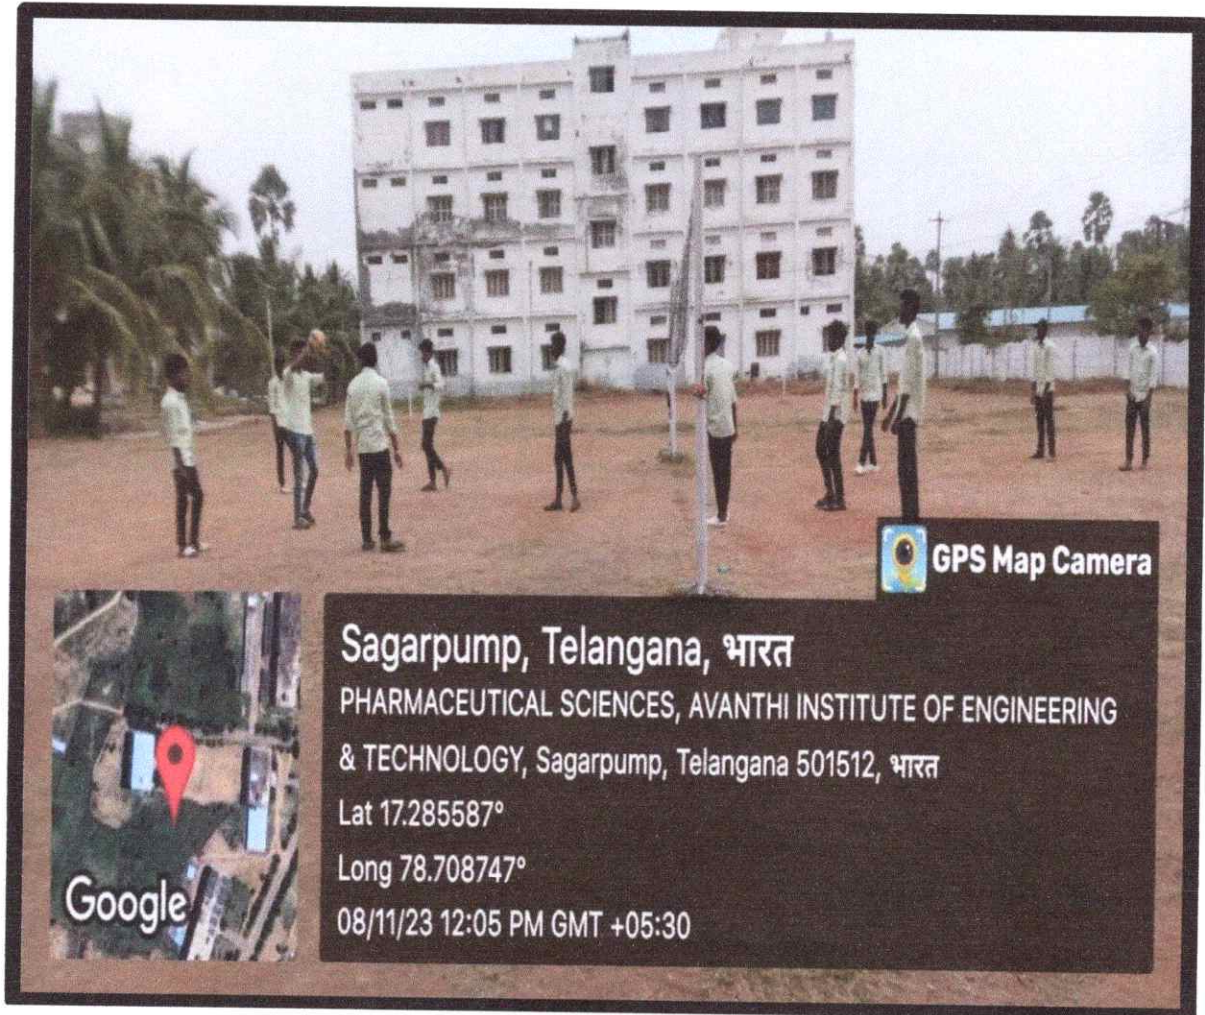 GPS Map Camera
Sagarpump, Telangana, भारत
PHARMACEUTICAL SCIENCES, AVANTHI INSTITUTE OF ENGINEERING
& TECHNOLOGY, Sagarpump, Telangana 501512, भारत
Lat 17.285587°
Long 78.708747°
08/11/23 12:05 PM GMT +05:30
Google